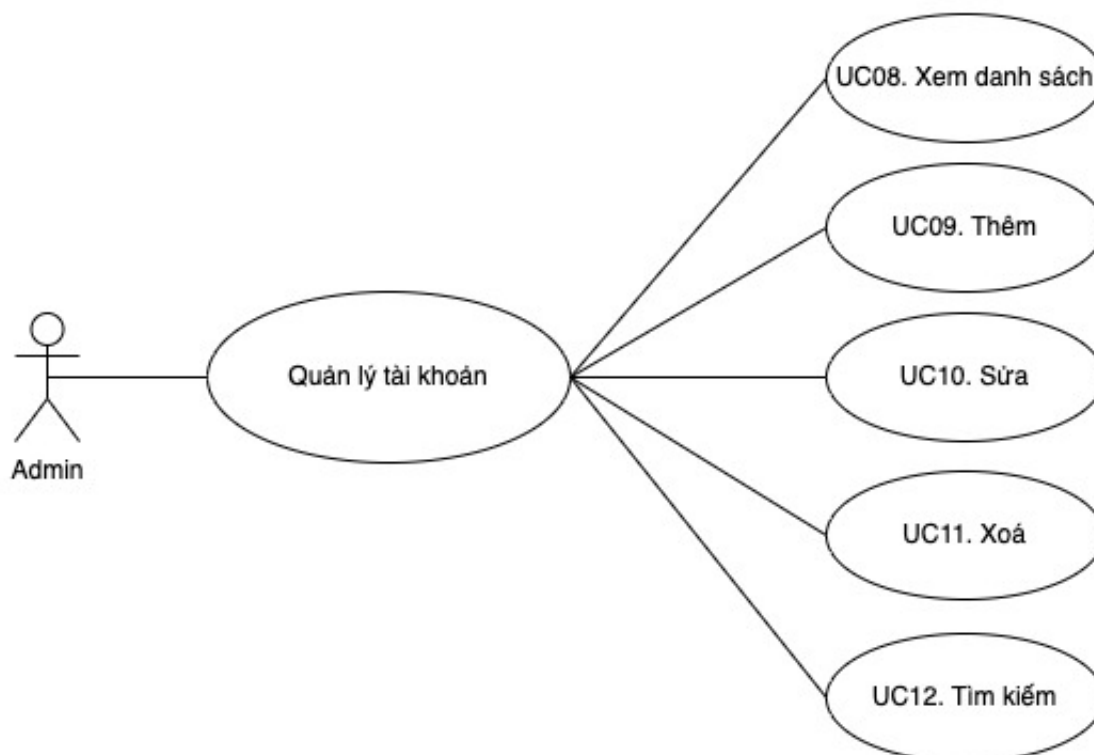 UC08. Xem danh sách
UC09. Thêm
Quản lý tài khoản
UC10. Sửa
Admin
UC11. Xoá
UC12. Tìm kiếm